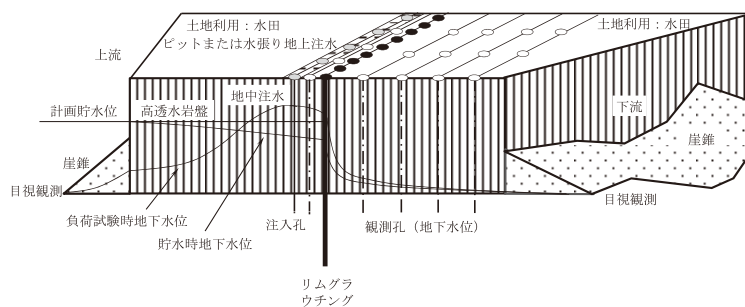 土地利用：水田
ピットまたは水張り地上注水
土地利用：水田
上流
地中注水
計画貯水位
高透水岩盤
下流
崖錐
崖錐
目視観測
目視観測
負荷試験時地下水位
貯水時地下水位
注入孔
観測孔（地下水位）
リムグラ
ウチング